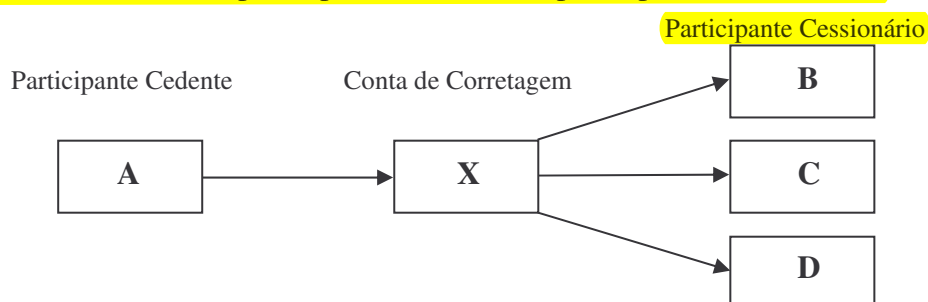 Participante Cessionário
Participante Cedente Conta de Corretagem B
A X C
D